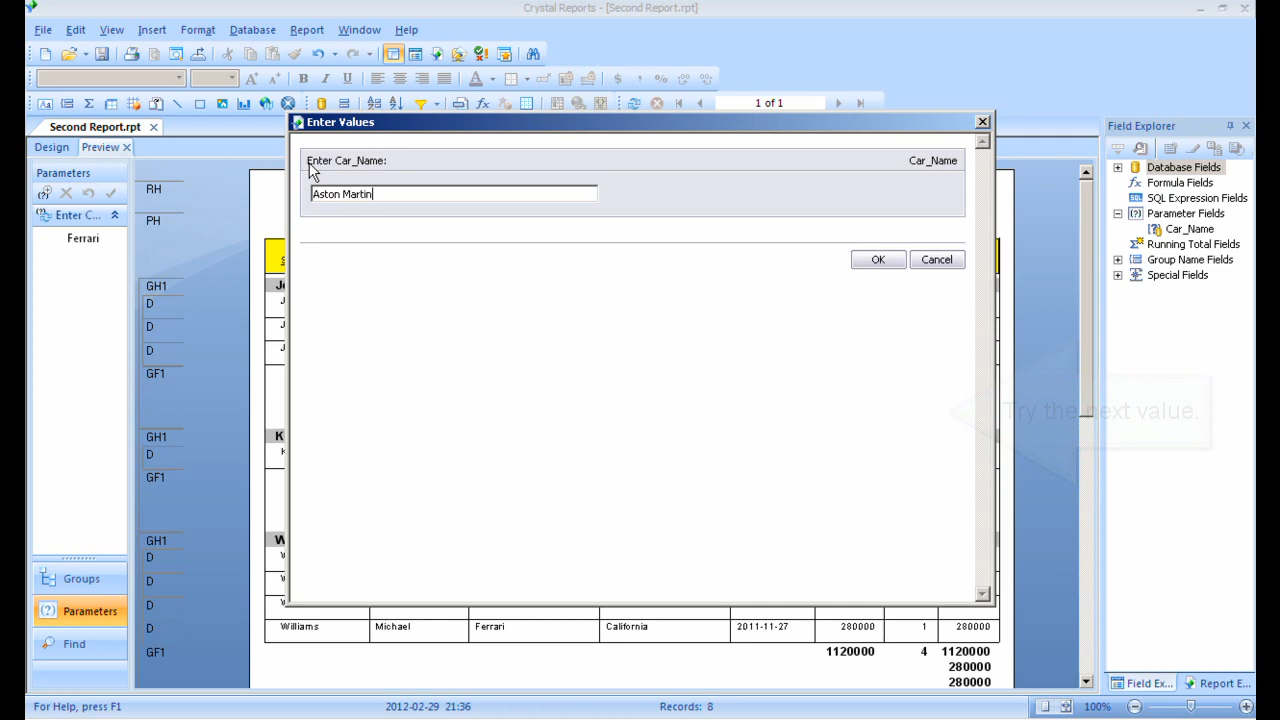 Crystal Reports - [Second Report.rpt]
File Edit View Insert Format Database Report Window Help
1 of 1
Second Report.rpt
Design Preview
Parameters
Enter C...
Ferrari
Groups
Parameters
Find
RH
PH
GH1
D
D
D
GF1
GH1
D
GF1
GH1
D
D
D
D
GF1
Enter Values
Enter Car_Name: Car_Name
Aston Martin
OK Cancel
Try the next value.
Williams Michael Ferrari California 2011-11-27 280000 1 280000
1120000 4 1120000
280000
280000
Field Explorer
Database Fields
Formula Fields
SQL Expression Fields
Parameter Fields
Car_Name
Running Total Fields
Group Name Fields
Special Fields
Field Ex... Report E...
For Help, press F1 2012-02-29 21:36 Records: 8 100%